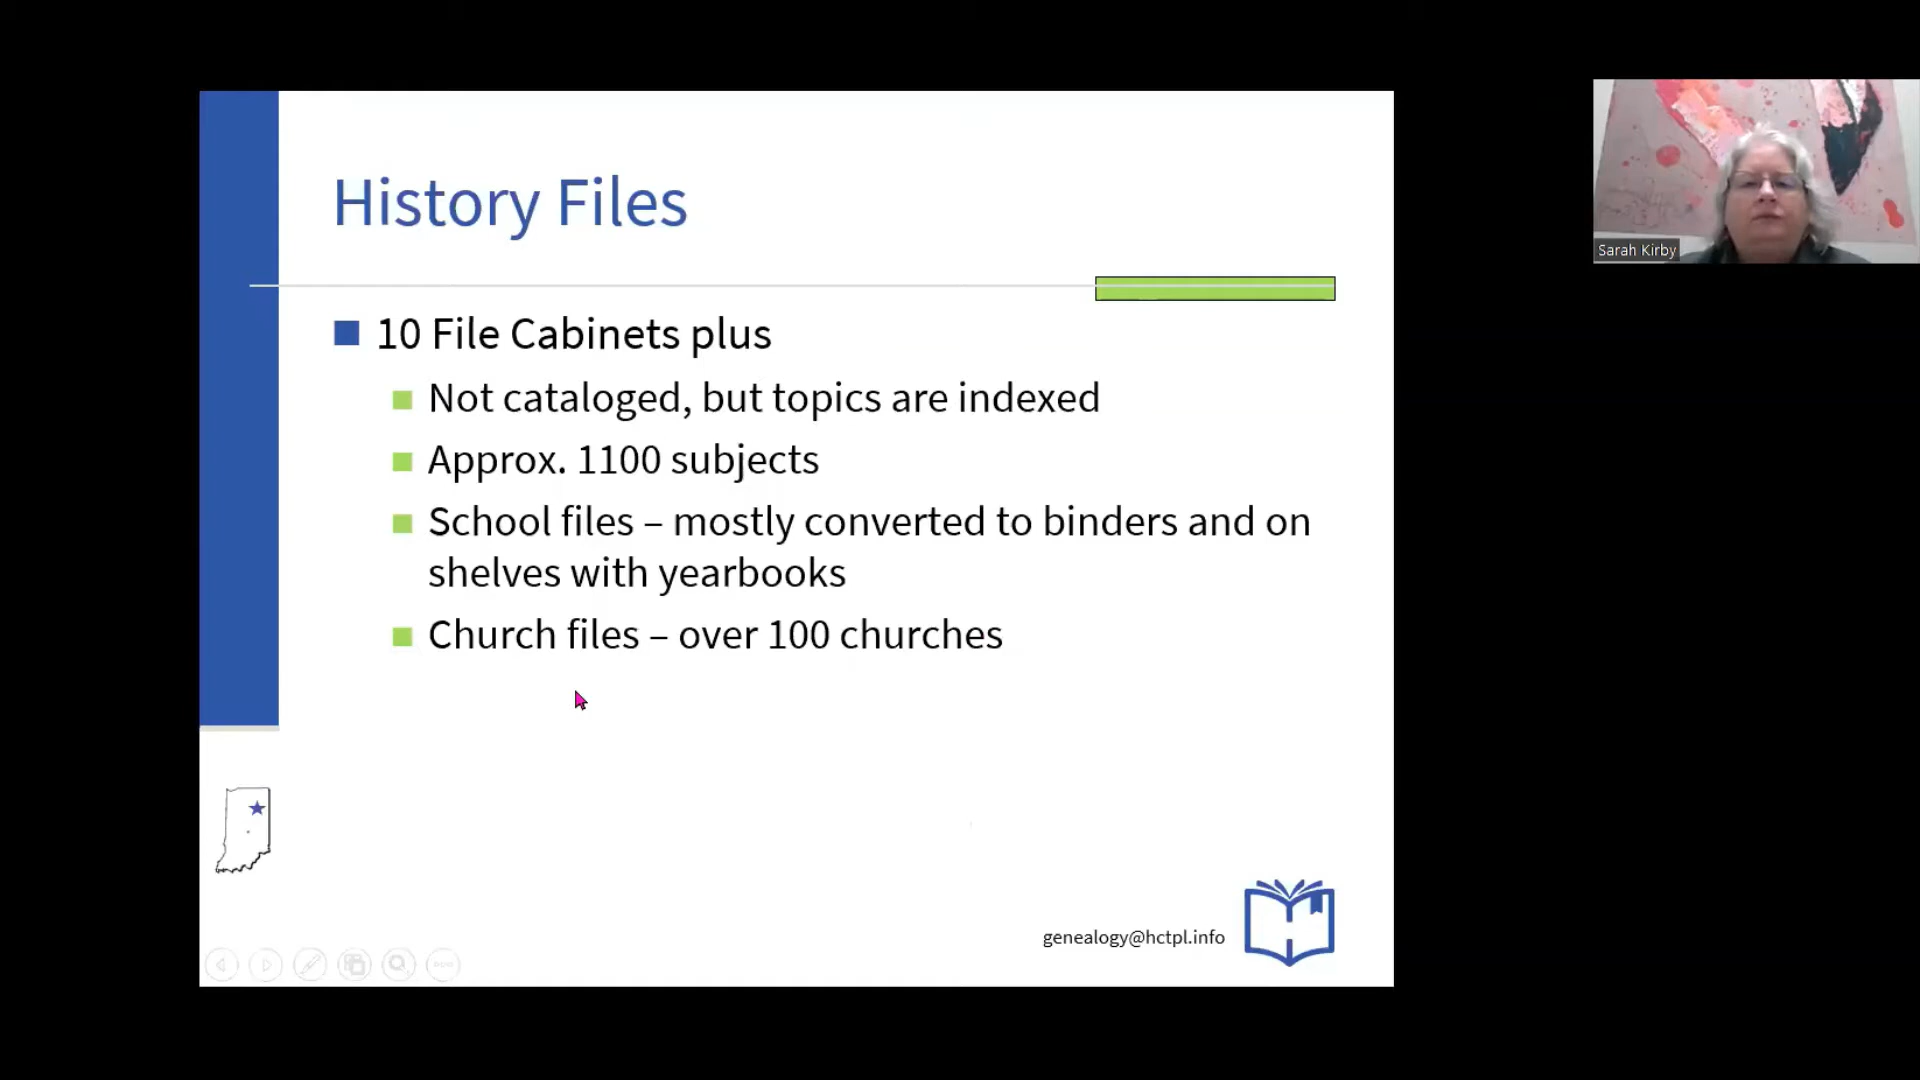 History Files
10 File Cabinets plus
Not cataloged, but topics are indexed
Approx. 1100 subjects
School files – mostly converted to binders and on
shelves with yearbooks
Church files – over 100 churches
genealogy@hctpl.info
Sarah Kirby